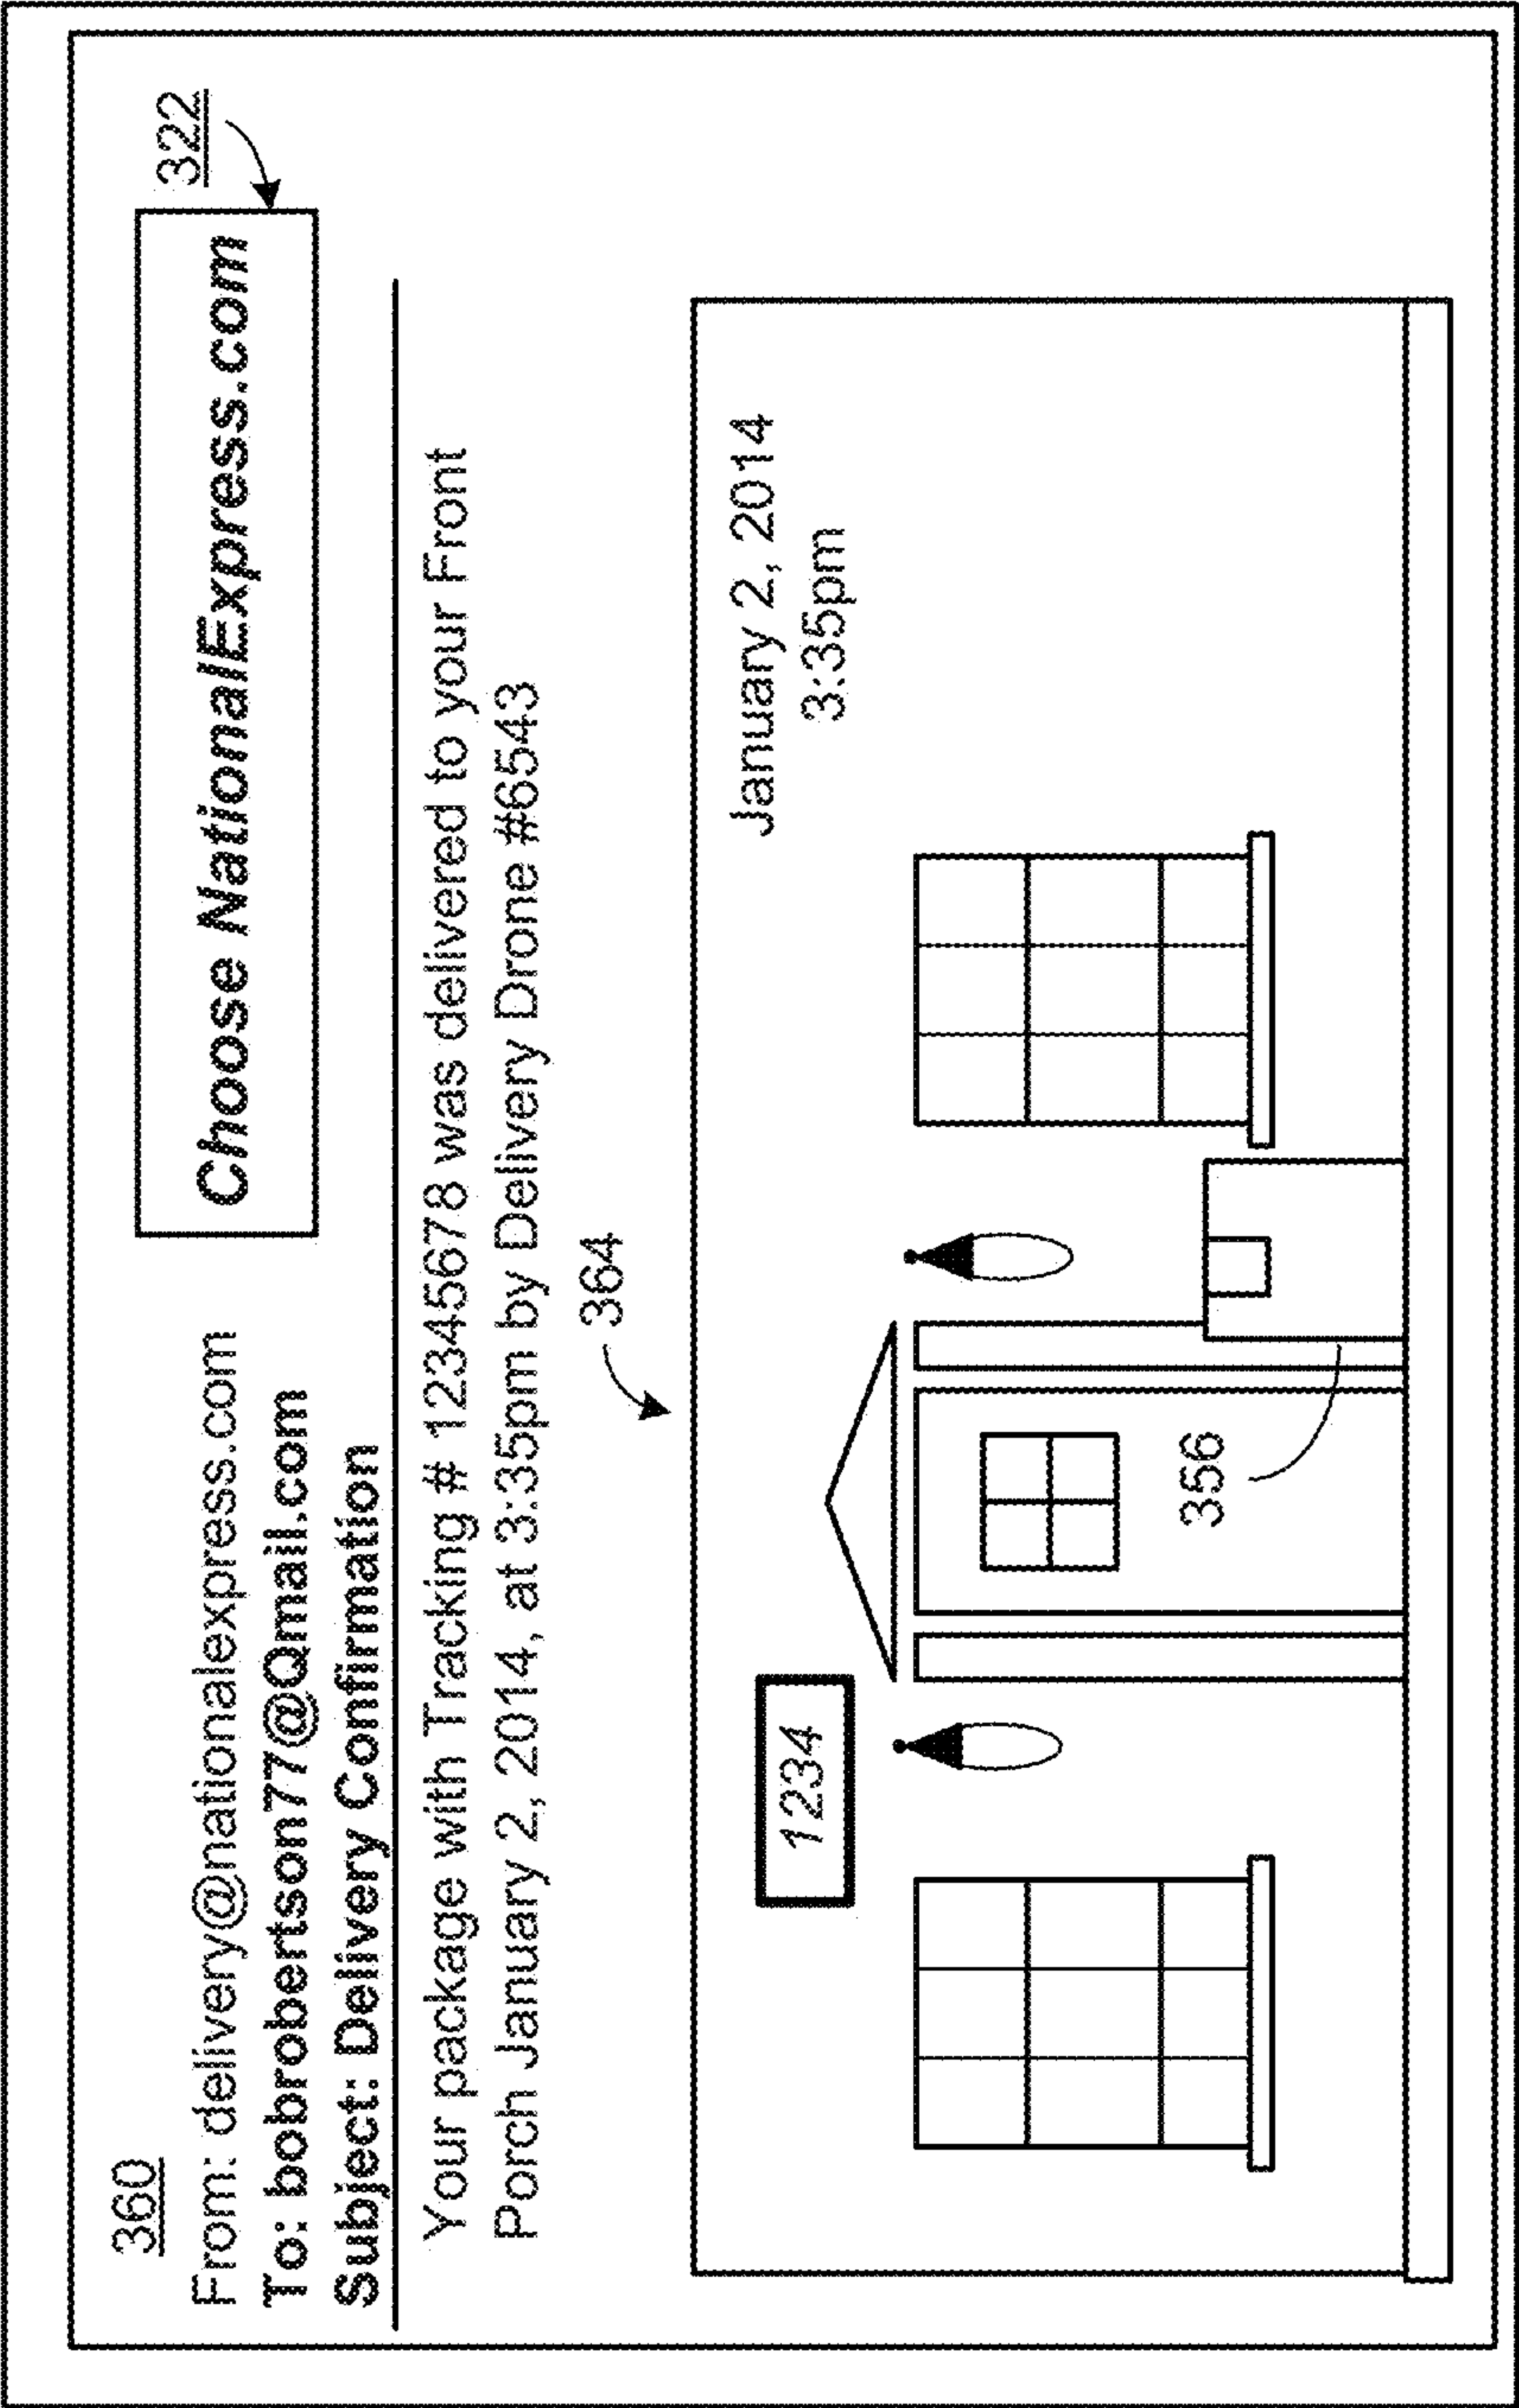 360
322
From: delivery@nationalexpress.com
Choose NationalExpress.com
To: bobrobertson77@Qmail.com
Subject: Delivery Confirmation
Your package with Tracking # 12345678 was delivered to your Front
Porch January 2, 2014, at 3:35pm by Delivery Drone #6543
364
January 2, 2014
3:35pm
1234
356